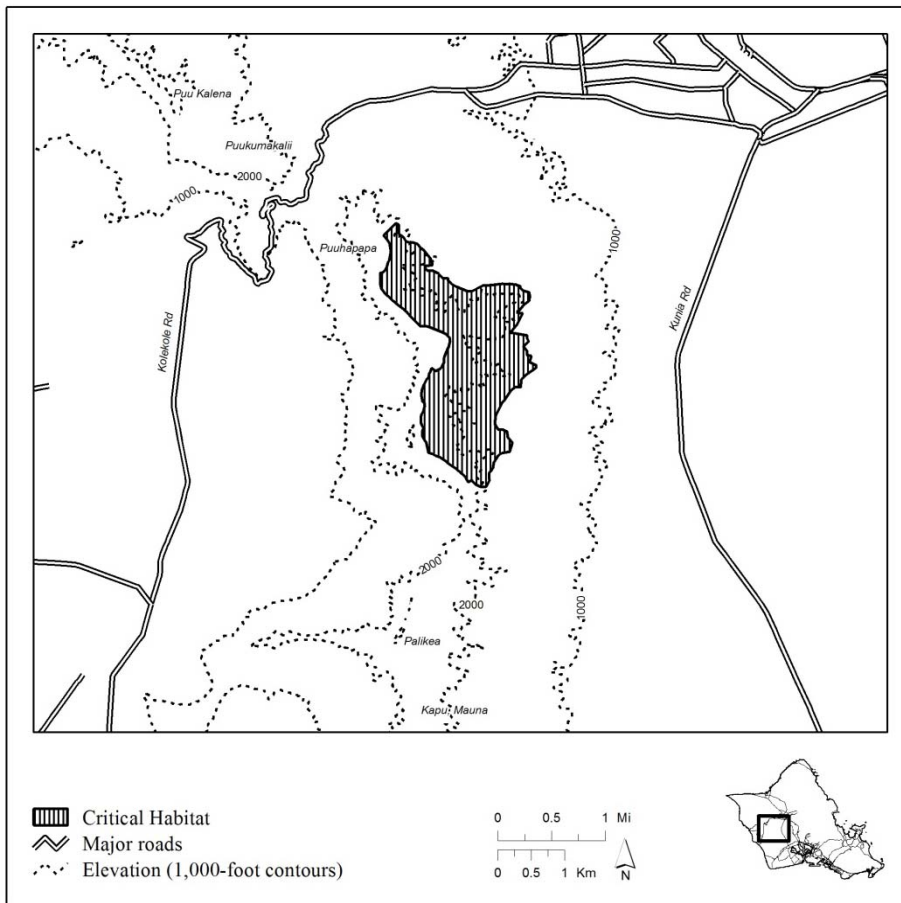 Puu Kalena
Puukumakalii
2000
1000
Puuhapapa
1000
Kolekole Rd
Kunia Rd
2000
2000
1000
Palikea
Kapu Mauna
Critical Habitat
Major roads
Elevation (1,000-foot contours)
0 0.5 1 Mi
0 0.5 1 Km
N